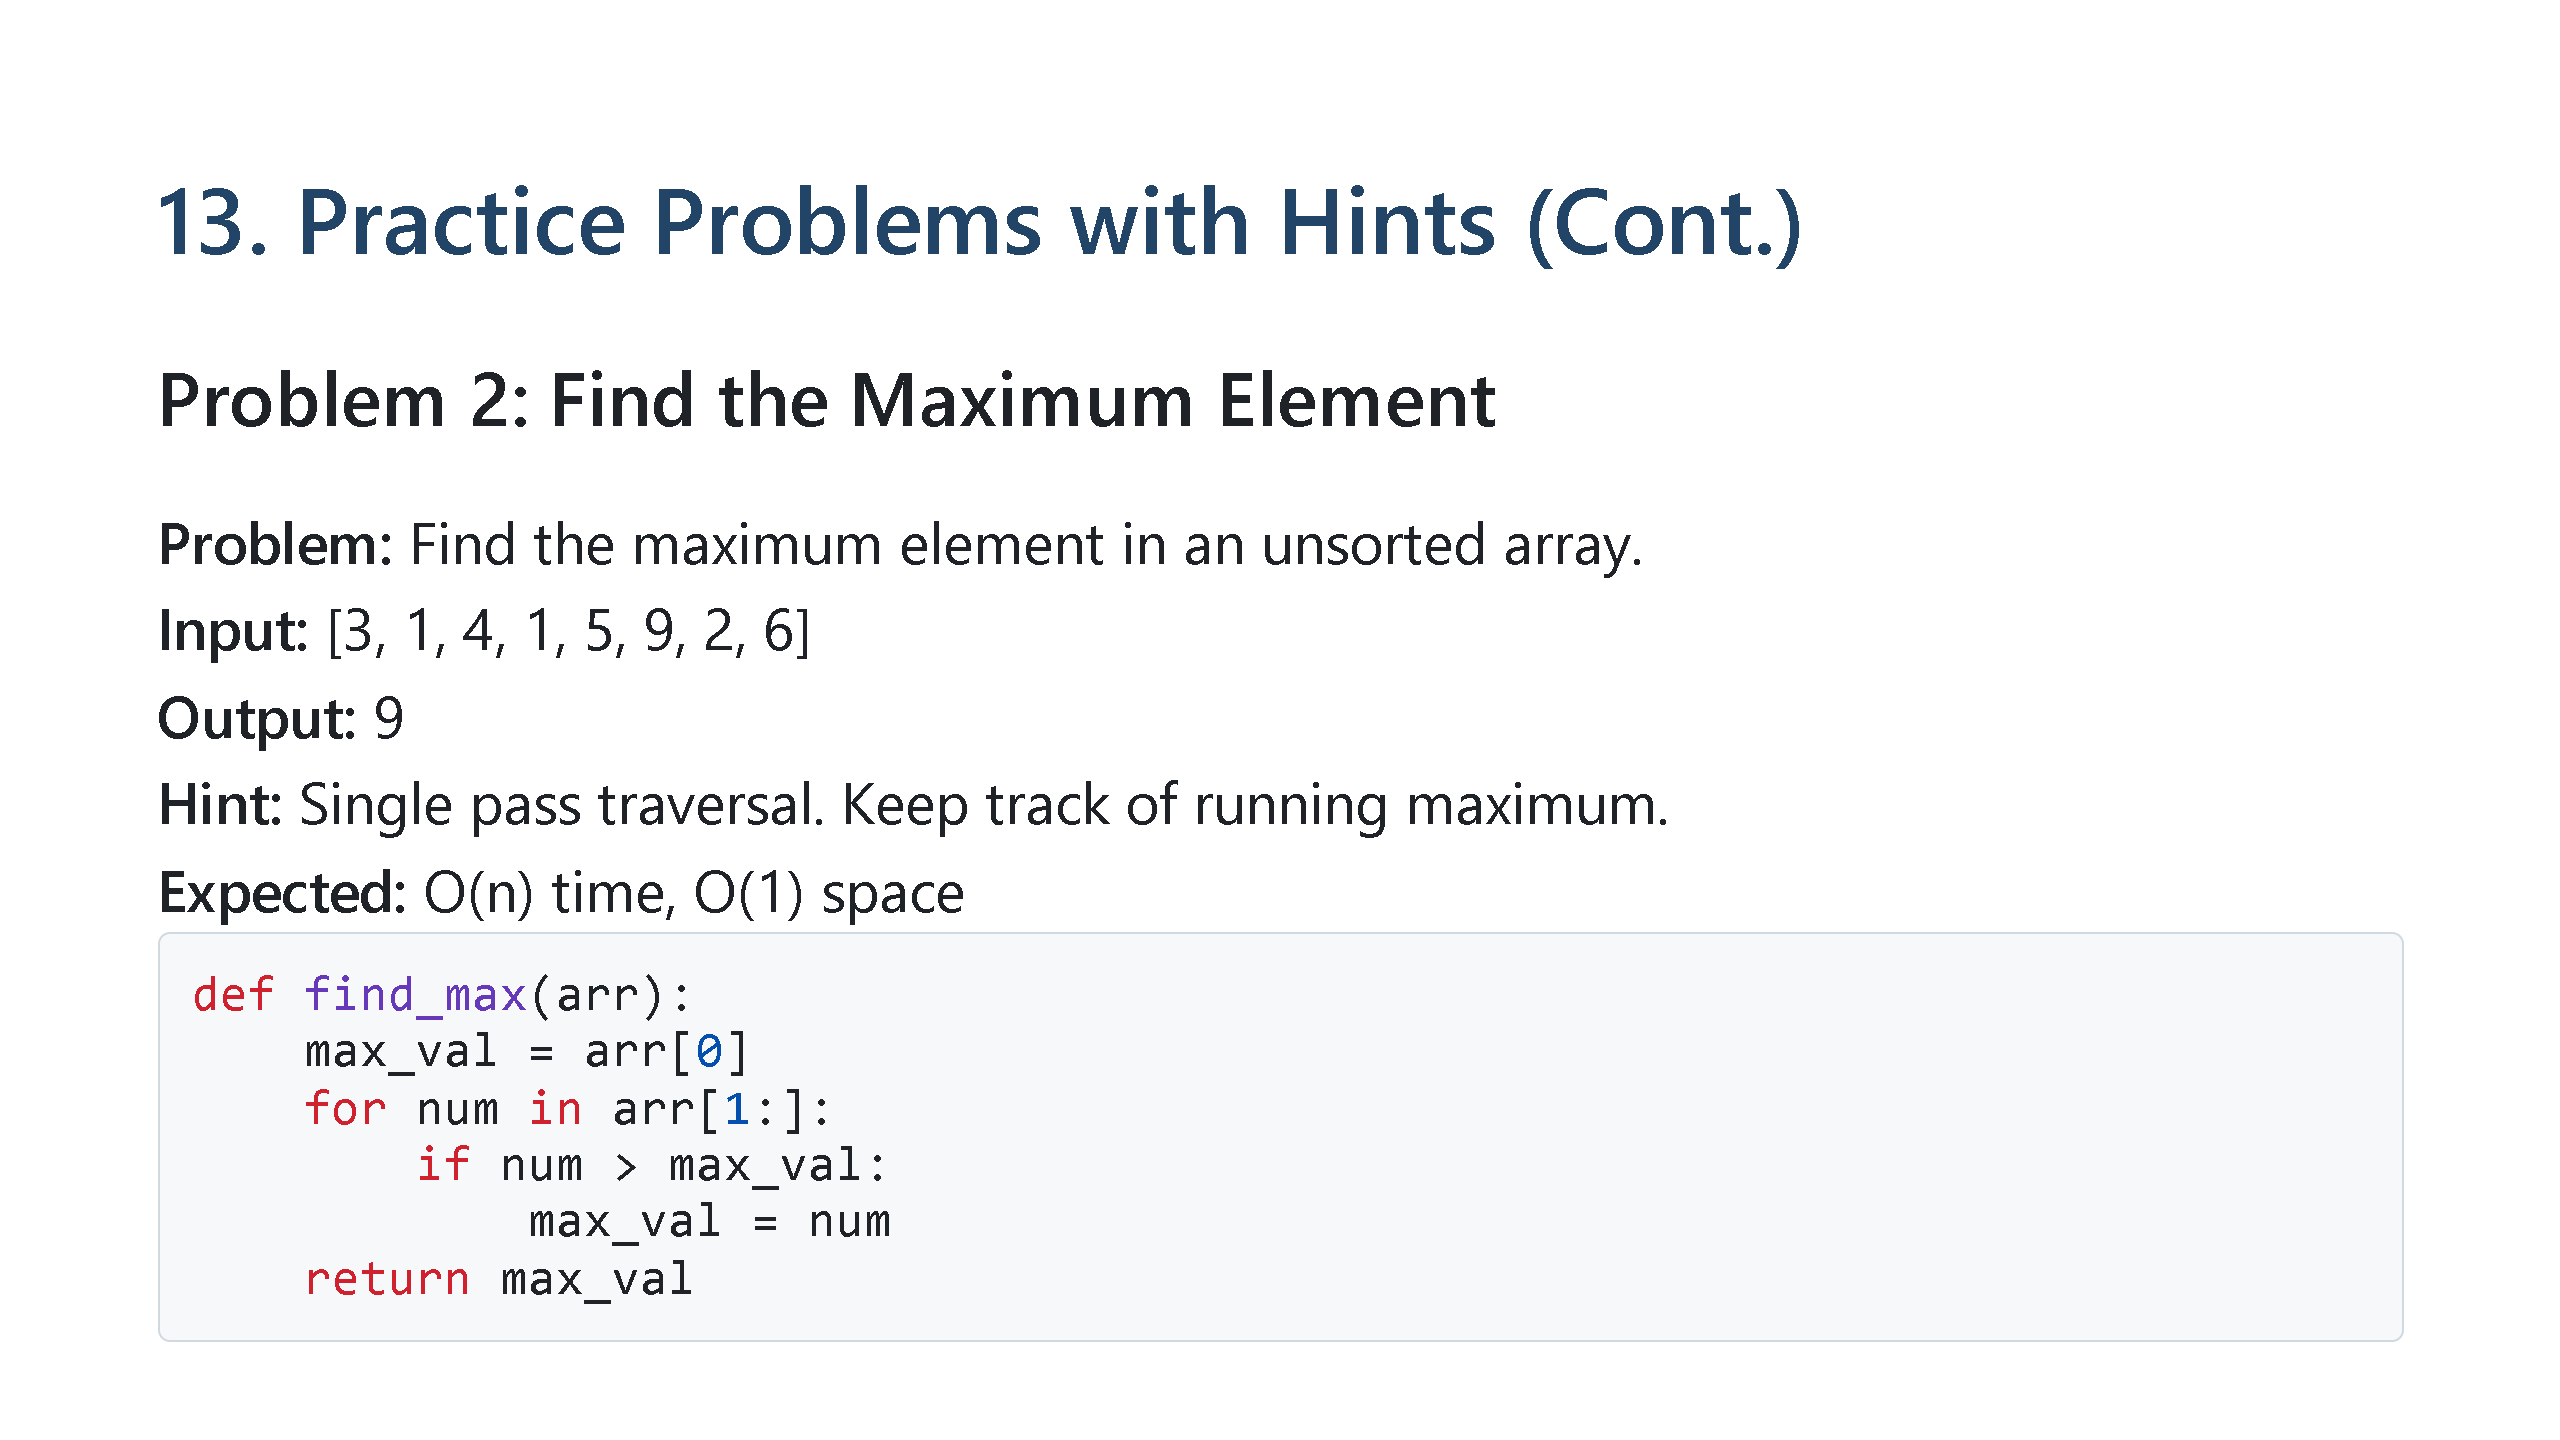 13. Practice Problems with Hints (Cont.)
Problem 2: Find the Maximum Element
Problem: Find the maximum element in an unsorted array.
Input: [3, 1, 4, 1, 5, 9, 2, 6]
Output: 9
Hint: Single pass traversal. Keep track of running maximum.
Expected: O(n) time, O(1) space
def find_max(arr):
    max_val = arr[0]
    for num in arr[1:]:
        if num > max_val:
            max_val = num
    return max_val